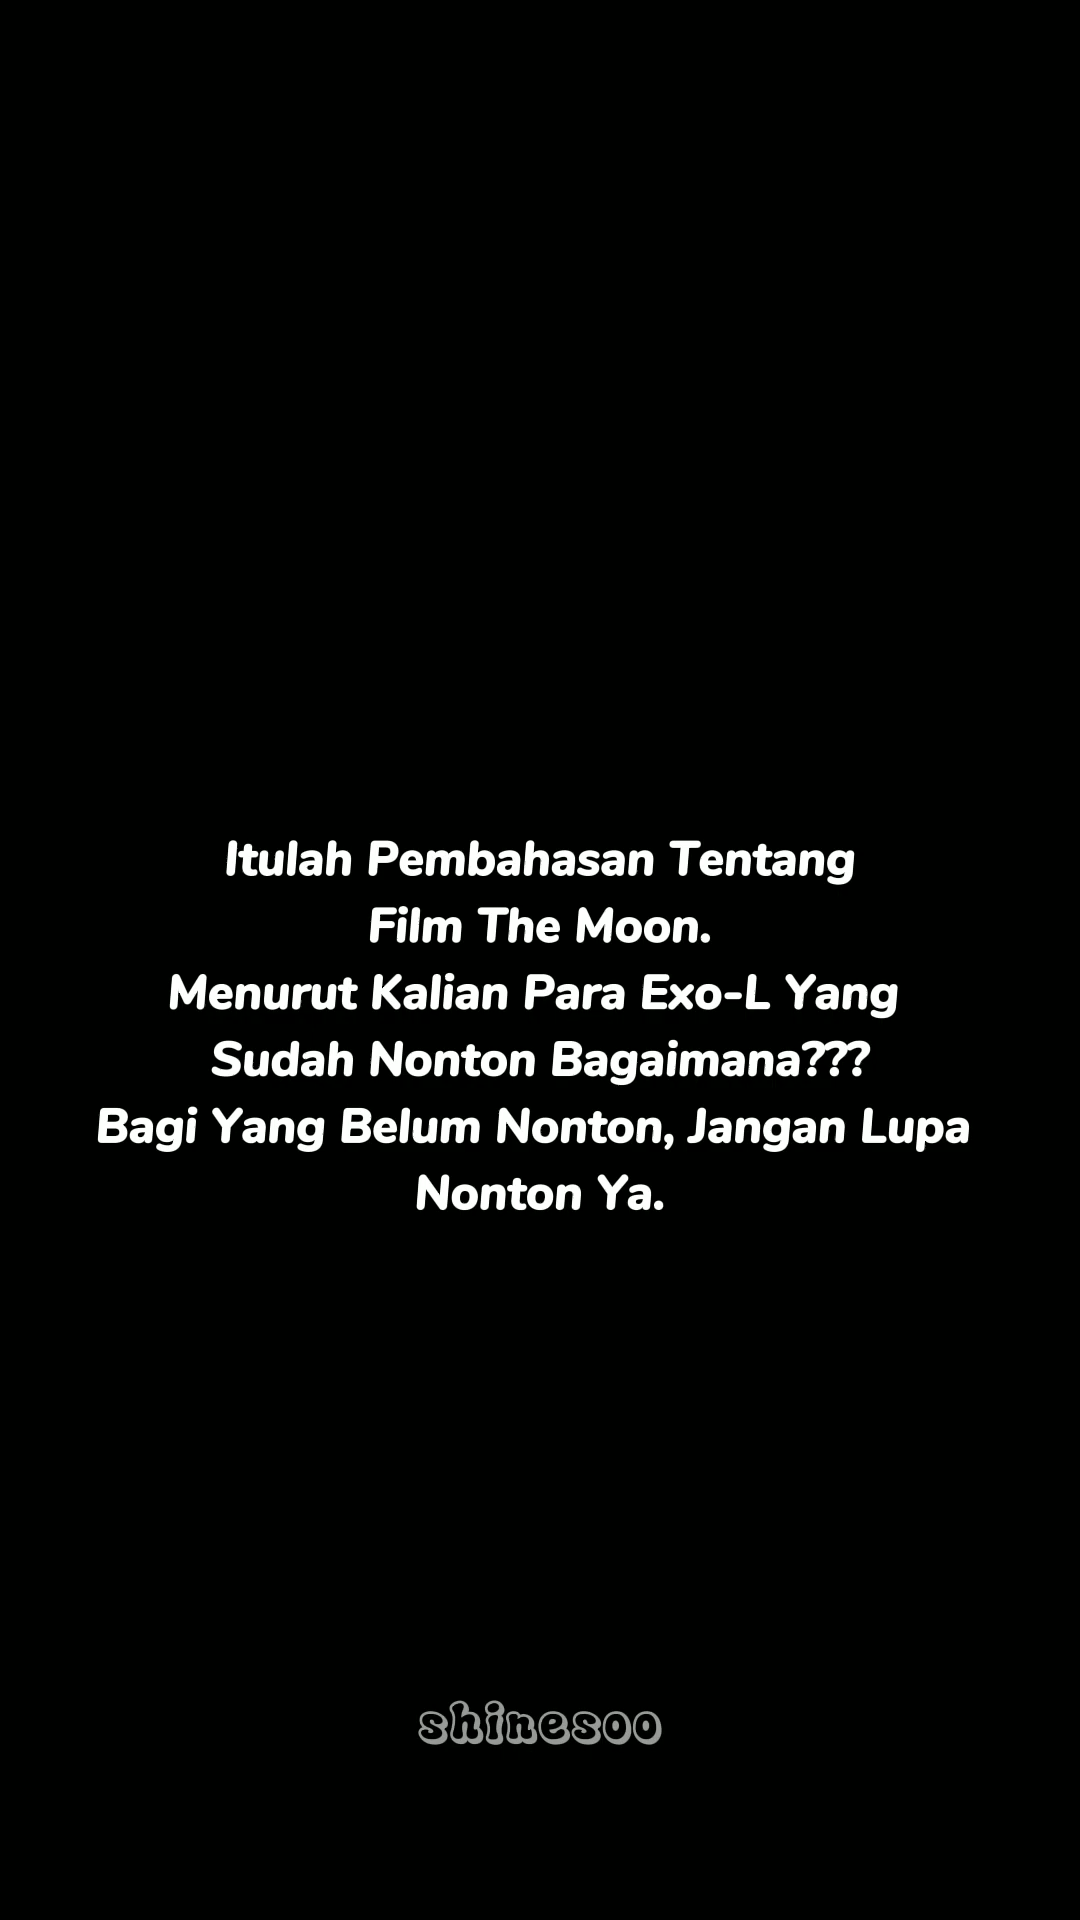 Itulah Pembahasan Tentang
Film The Moon.
Menurut Kalian Para Exo-L Yang
Sudah Nonton Bagaimana???
Bagi Yang Belum Nonton, Jangan Lupa
Nonton Ya.
shinesoo